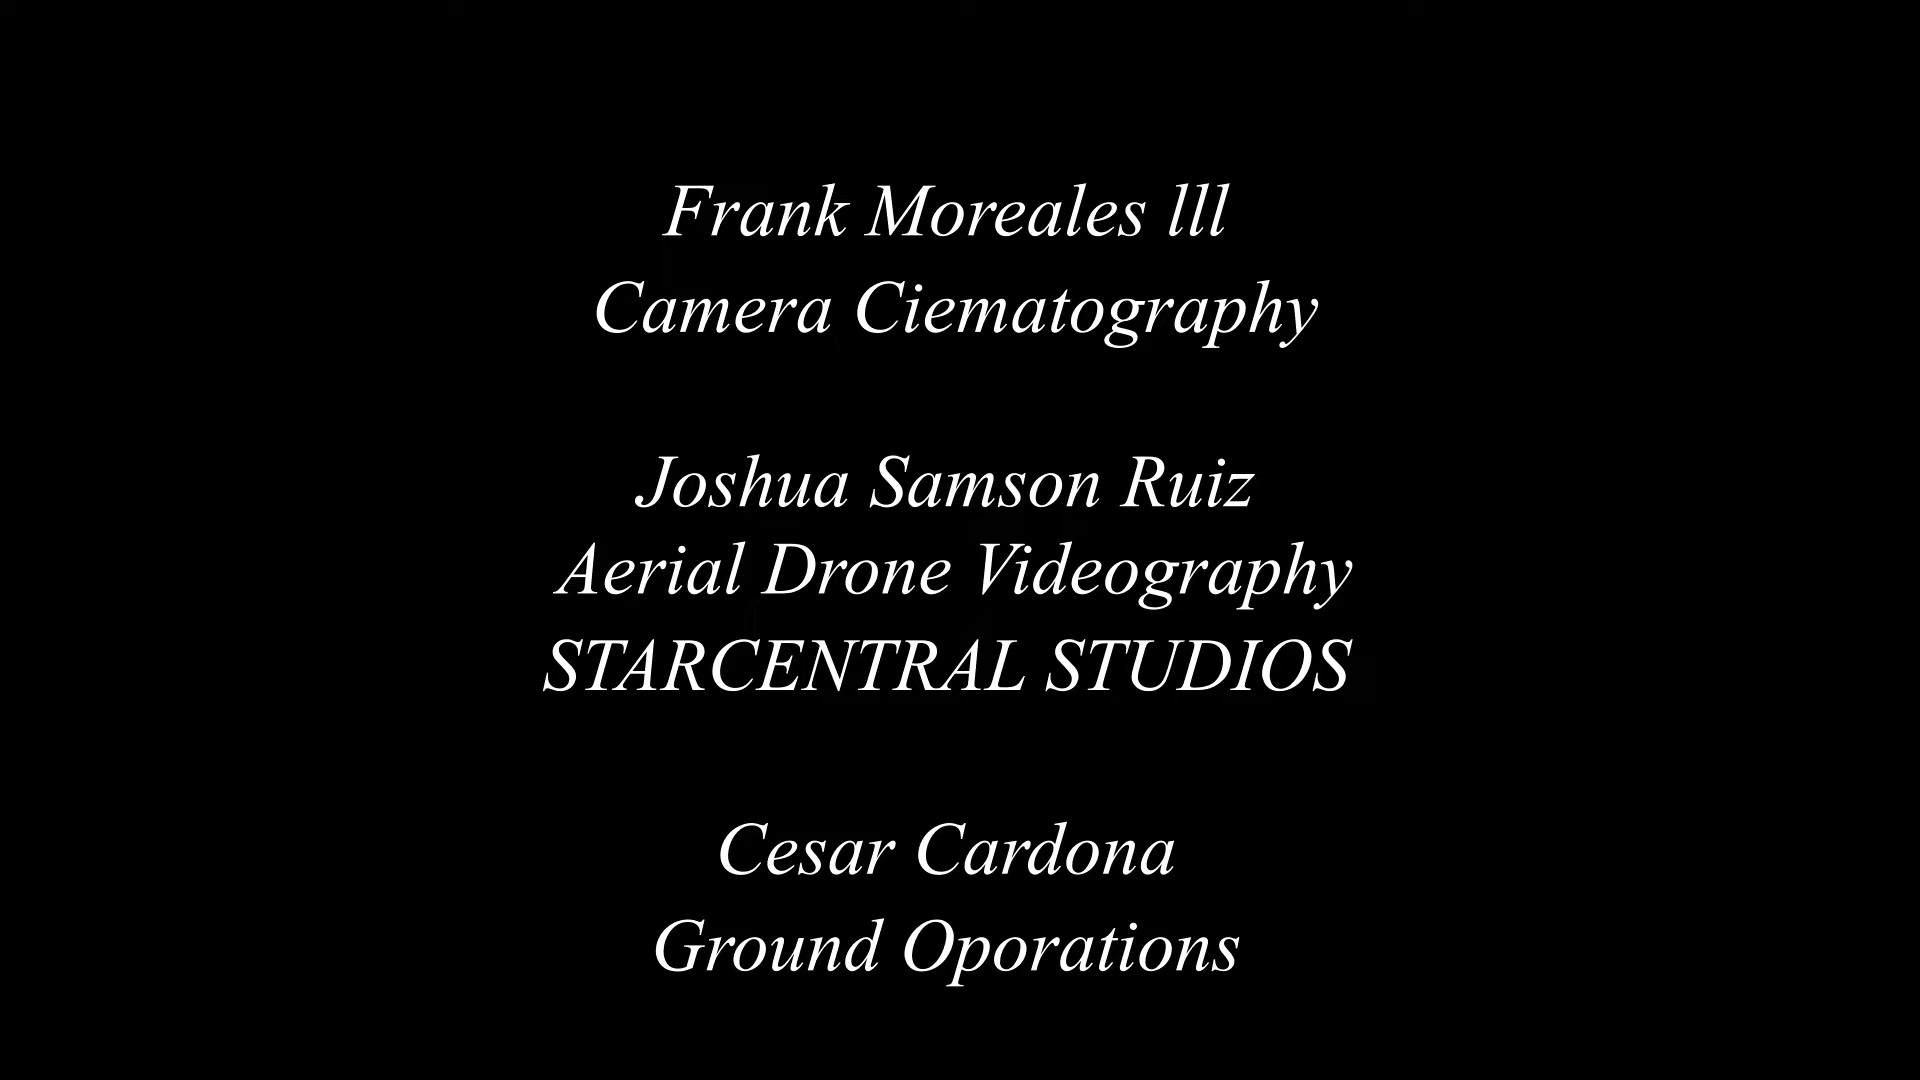 Frank Moreales lll
Camera Ciematography
Joshua Samson Ruiz
Aerial Drone Videography
STARCENTRAL STUDIOS
Cesar Cardona
Ground Oporations